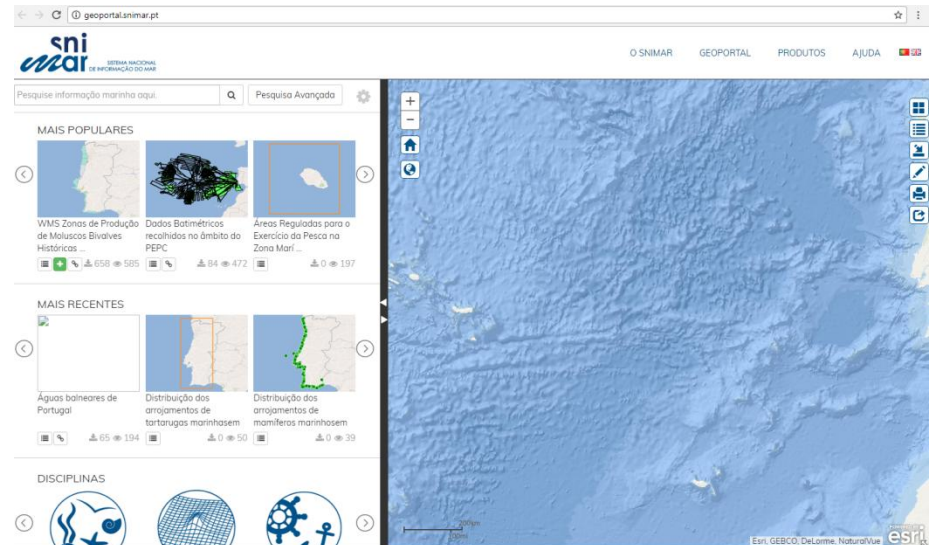 geoportal.snimar.pt
sni
mar
SISTEMA NACIONAL
DE INFORMAÇÃO DO MAR
O SNIMAR GEOPORTAL PRODUTOS AJUDA
Pesquise informação marinha aqui. Pesquisa Avançada
MAIS POPULARES
WMS Zonas de Produção
de Moluscos Bivalves
Históricas ...
658 585
Dados Batimétricos
recolhidos no âmbito do
PEPC
84 472
Áreas Reguladas para o
Exercício da Pesca na
Zona Marí ...
0 197
MAIS RECENTES
Águas balneares de
Portugal
65 194
Distribuição dos
arrojamentos de
tartarugas marinhasem
0 50
Distribuição dos
arrojamentos de
mamíferos marinhosem
0 39
DISCIPLINAS
+
−
Esri, GEBCO, DeLorme, NaturalVue
esri